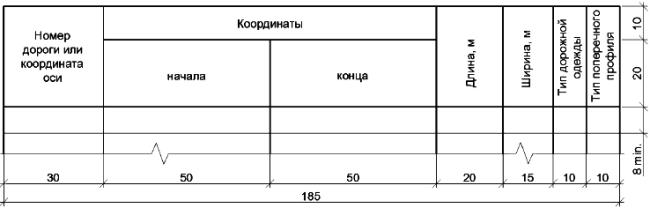 Номер
дороги или
координата
оси
Координаты
начала
конца
Длина, м
Ширина, м
Тип дорожной
одежды
Тип поперечного
профиля
10
20
8 min.
30
50
50
20
15
10
10
185